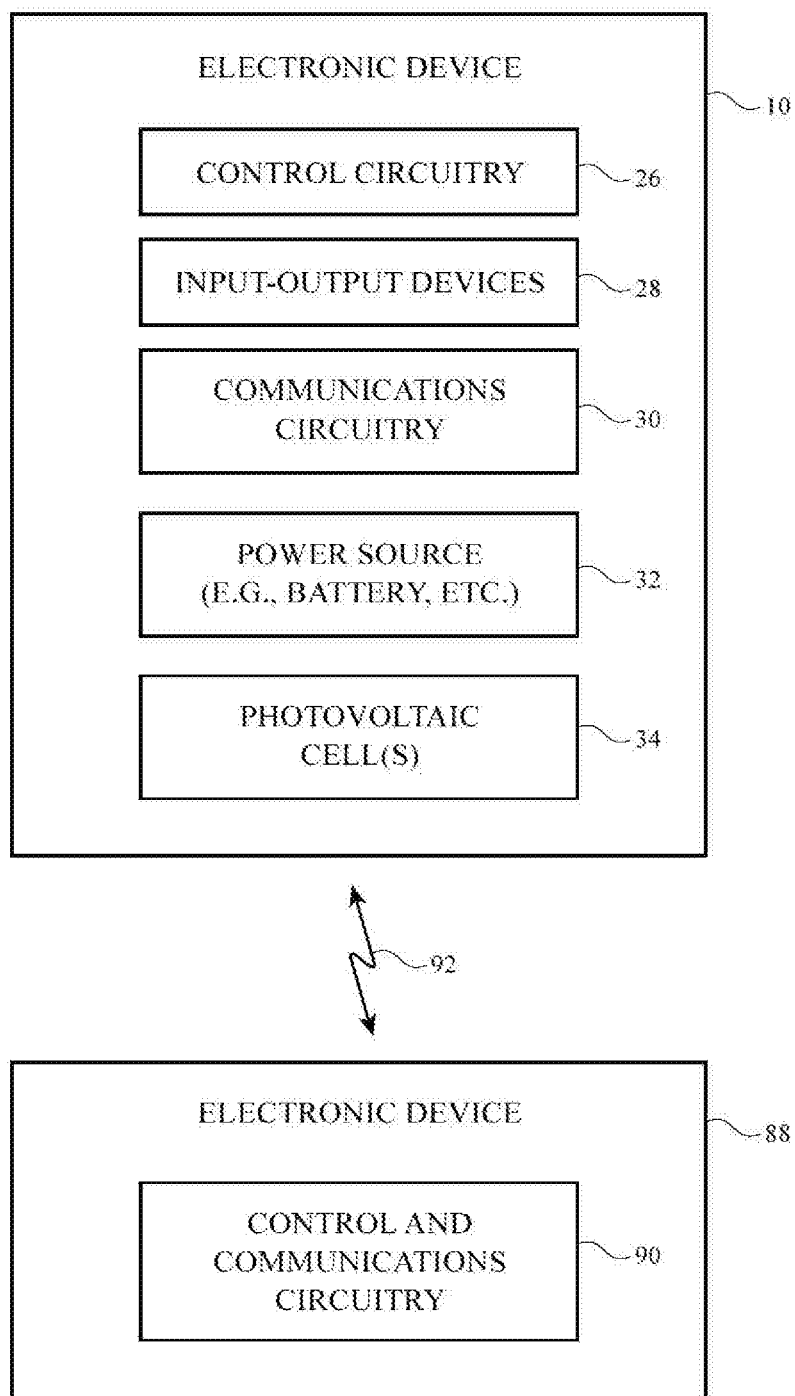 ELECTRONIC DEVICE
10
CONTROL CIRCUITRY
26
INPUT-OUTPUT DEVICES
28
COMMUNICATIONS
CIRCUITRY
30
POWER SOURCE
(E.G., BATTERY, ETC.)
32
PHOTOVOLTAIC
CELL(S)
34
92
ELECTRONIC DEVICE
88
CONTROL AND
COMMUNICATIONS
CIRCUITRY
90